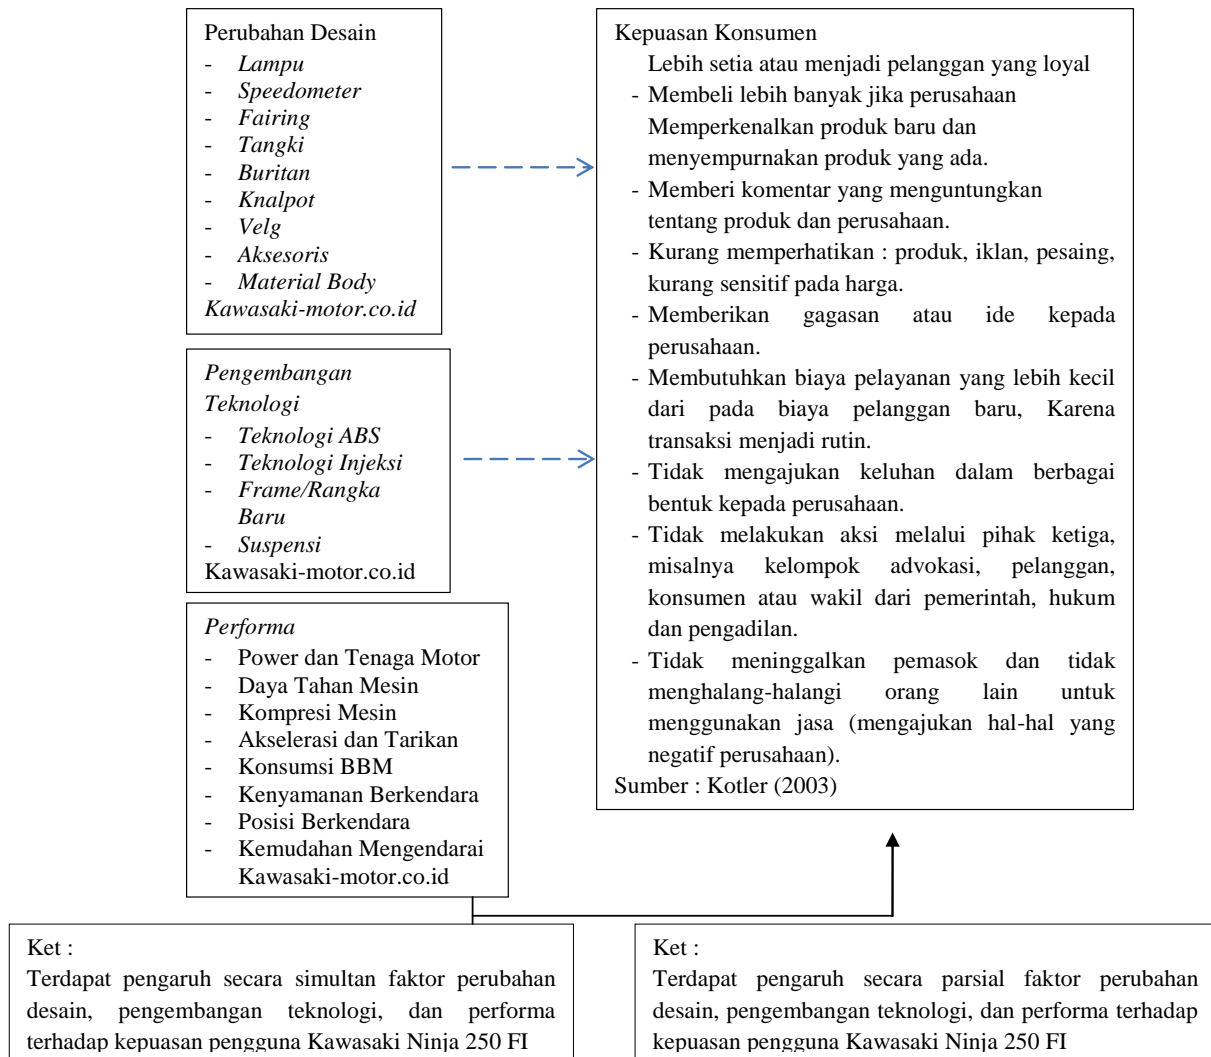 Perubahan Desain
- Lampu
- Speedometer
- Fairing
- Tangki
- Buritan
- Knalpot
- Velg
- Aksesoris
- Material Body
Kawasaki-motor.co.id
Pengembangan
Teknologi
- Teknologi ABS
- Teknologi Injeksi
- Frame/Rangka
Baru
- Suspensi
Kawasaki-motor.co.id
Performa
- Power dan Tenaga Motor
- Daya Tahan Mesin
- Kompresi Mesin
- Akselerasi dan Tarikan
- Konsumsi BBM
- Kenyamanan Berkendara
- Posisi Berkendara
- Kemudahan Mengendarai
Kawasaki-motor.co.id
Kepuasan Konsumen
Lebih setia atau menjadi pelanggan yang loyal
- Membeli lebih banyak jika perusahaan
Memperkenalkan produk baru dan
menyempurnakan produk yang ada.
- Memberi komentar yang menguntungkan
tentang produk dan perusahaan.
- Kurang memperhatikan : produk, iklan, pesaing,
kurang sensitif pada harga.
- Memberikan gagasan atau ide kepada
perusahaan.
- Membutuhkan biaya pelayanan yang lebih kecil
dari pada biaya pelanggan baru, Karena
transaksi menjadi rutin.
- Tidak mengajukan keluhan dalam berbagai
bentuk kepada perusahaan.
- Tidak melakukan aksi melalui pihak ketiga,
misalnya kelompok advokasi, pelanggan,
konsumen atau wakil dari pemerintah, hukum
dan pengadilan.
- Tidak meninggalkan pemasok dan tidak
menghalang-halangi orang lain untuk
menggunakan jasa (mengajukan hal-hal yang
negatif perusahaan).
Sumber : Kotler (2003)
Ket :
Terdapat pengaruh secara simultan faktor perubahan
desain, pengembangan teknologi, dan performa
terhadap kepuasan pengguna Kawasaki Ninja 250 FI
Ket :
Terdapat pengaruh secara parsial faktor perubahan
desain, pengembangan teknologi, dan performa terhadap
kepuasan pengguna Kawasaki Ninja 250 FI